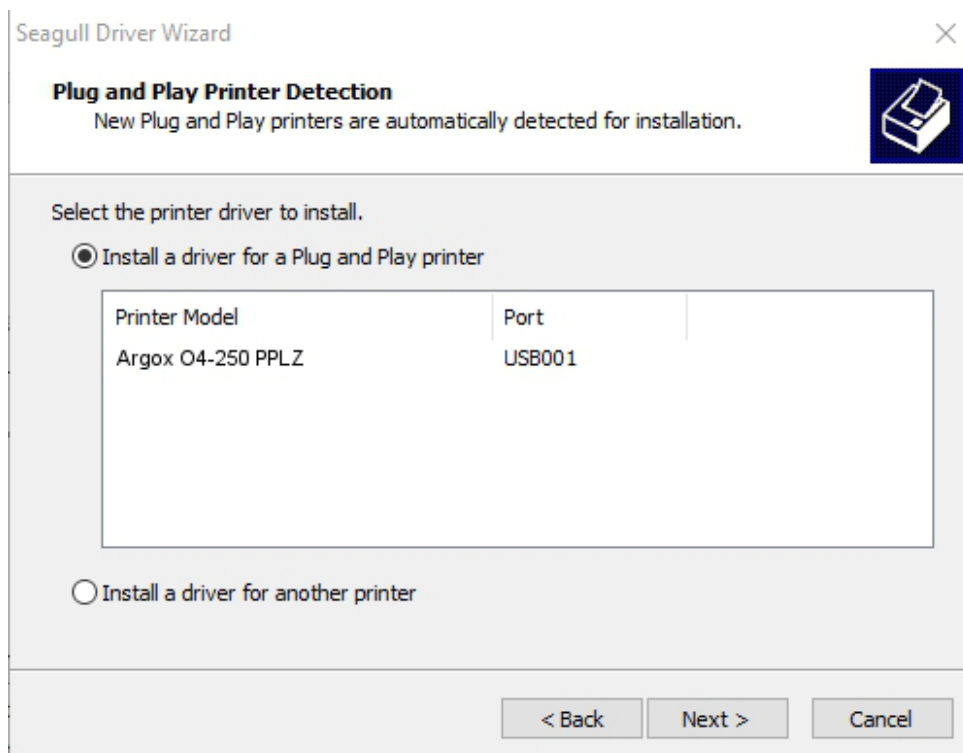 Seagull Driver Wizard
Plug and Play Printer Detection
New Plug and Play printers are automatically detected for installation.
Select the printer driver to install.
Install a driver for a Plug and Play printer
Printer Model Port
Argox O4-250 PPLZ USB001
Install a driver for another printer
< Back Next > Cancel